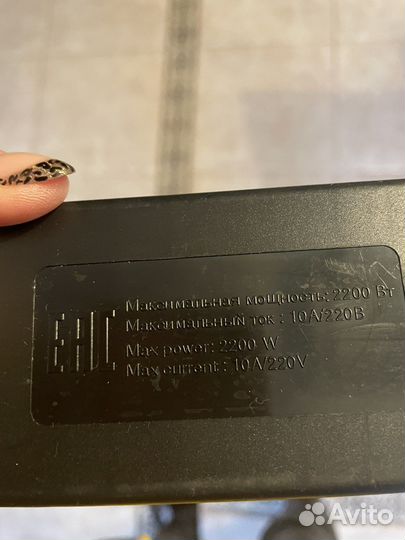 EAC
Максимальная мощность: 2200 Вт
Максимальный ток : 10А/220В
Max power: 2200 W
Max current: 10A/220V
Avito